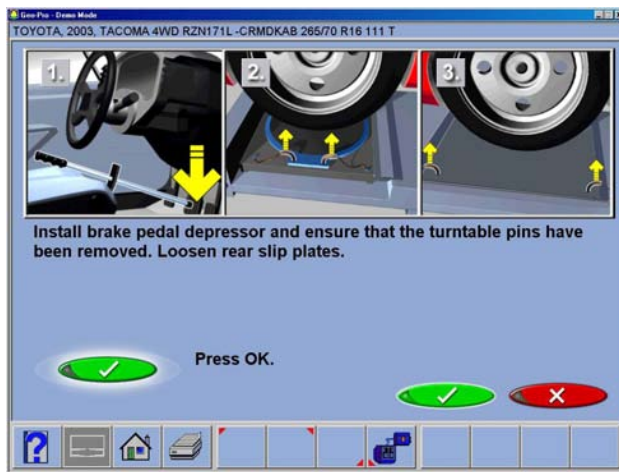 Geo-Pro - Demo Mode
TOYOTA, 2003, TACOMA 4WD RZN171L -CRMDKAB 265/70 R16 111 T
1. 2. 3.
Install brake pedal depressor and ensure that the turntable pins have
been removed. Loosen rear slip plates.
Press OK.
?